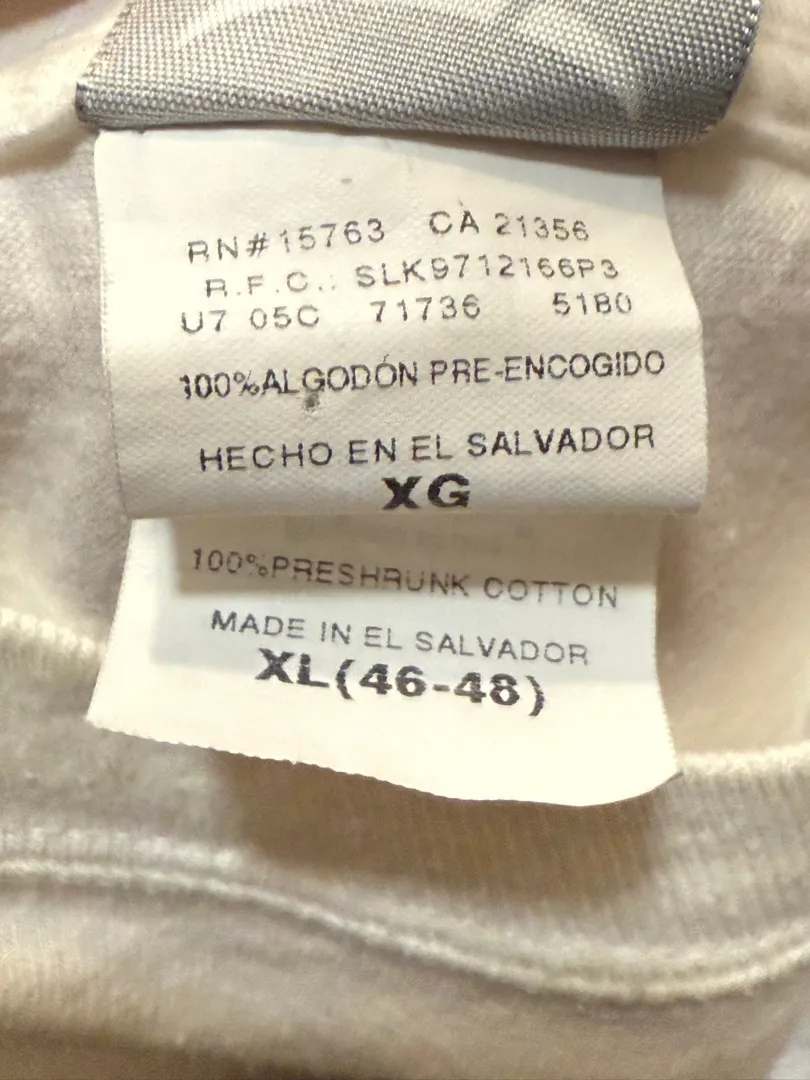 RN#15763 CA 21356
R.F.C.: SLK9712166P3
U7 05C 71736 5180
100%ALGODÓN PRE-ENCOGIDO
HECHO EN EL SALVADOR
XG
100%PRESHRUNK COTTON
MADE IN EL SALVADOR
XL(46-48)